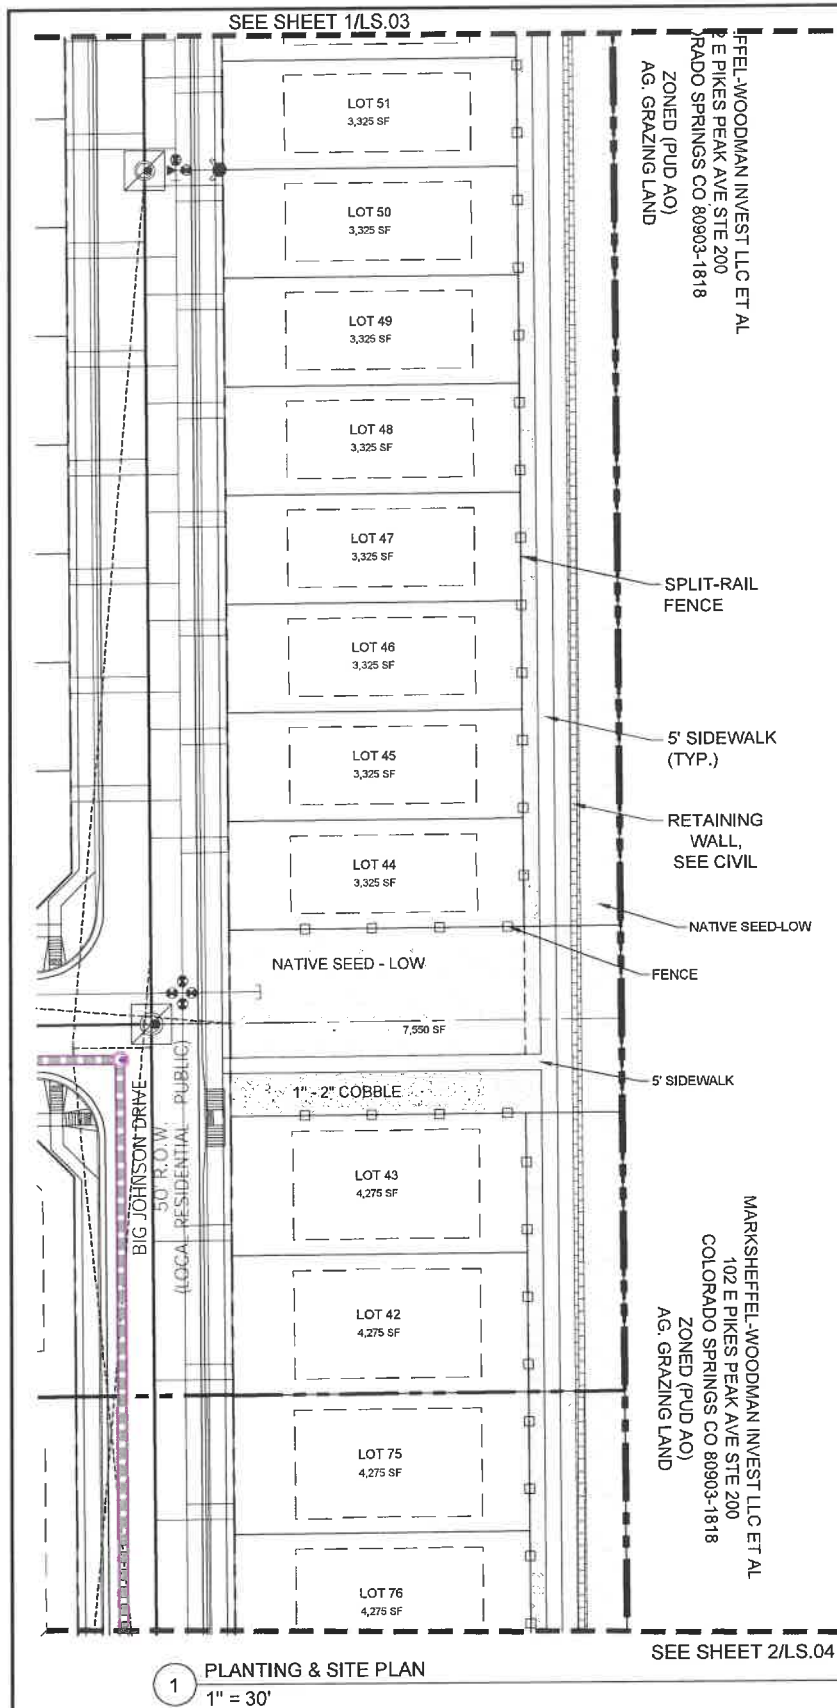 SEE SHEET 1/LS.03
FFEL-WOODMAN INVEST LLC ET AL
2 E PIKES PEAK AVE STE 200
RADO SPRINGS CO 80903-1818
ZONED (PUD AO)
AG. GRAZING LAND
LOT 51
3,325 SF
LOT 50
3,325 SF
LOT 49
3,325 SF
LOT 48
3,325 SF
LOT 47
3,325 SF
SPLIT-RAIL
FENCE
LOT 46
3,325 SF
5' SIDEWALK
(TYP.)
LOT 45
3,325 SF
RETAINING
WALL,
SEE CIVIL
LOT 44
3,325 SF
NATIVE SEED-LOW
NATIVE SEED - LOW
FENCE
7,550 SF
5' SIDEWALK
1" - 2" COBBLE
BIG JOHNSON DRIVE
50' R.O.W.
(LOCAL RESIDENTIAL PUBLIC)
LOT 43
4,275 SF
LOT 42
4,275 SF
MARKSHEFFEL-WOODMAN INVEST LLC ET AL
102 E PIKES PEAK AVE STE 200
COLORADO SPRINGS CO 80903-1818
ZONED (PUD AO)
AG. GRAZING LAND
LOT 75
4,275 SF
LOT 76
4,275 SF
SEE SHEET 2/LS.04
1 PLANTING & SITE PLAN
1" = 30'